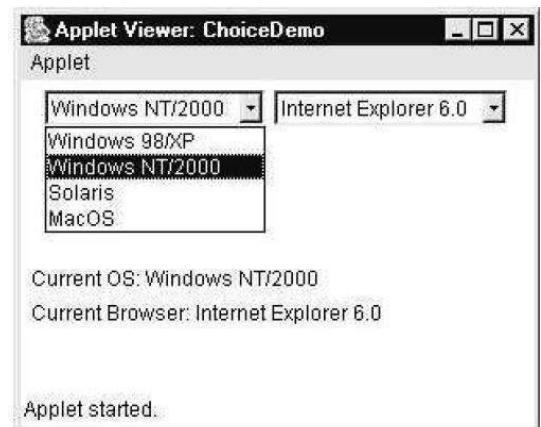 Applet Viewer: ChoiceDemo
Applet
Windows NT/2000 Internet Explorer 6.0
Windows 98/XP
Windows NT/2000
Solaris
MacOS
Current OS: Windows NT/2000
Current Browser: Internet Explorer 6.0
Applet started.